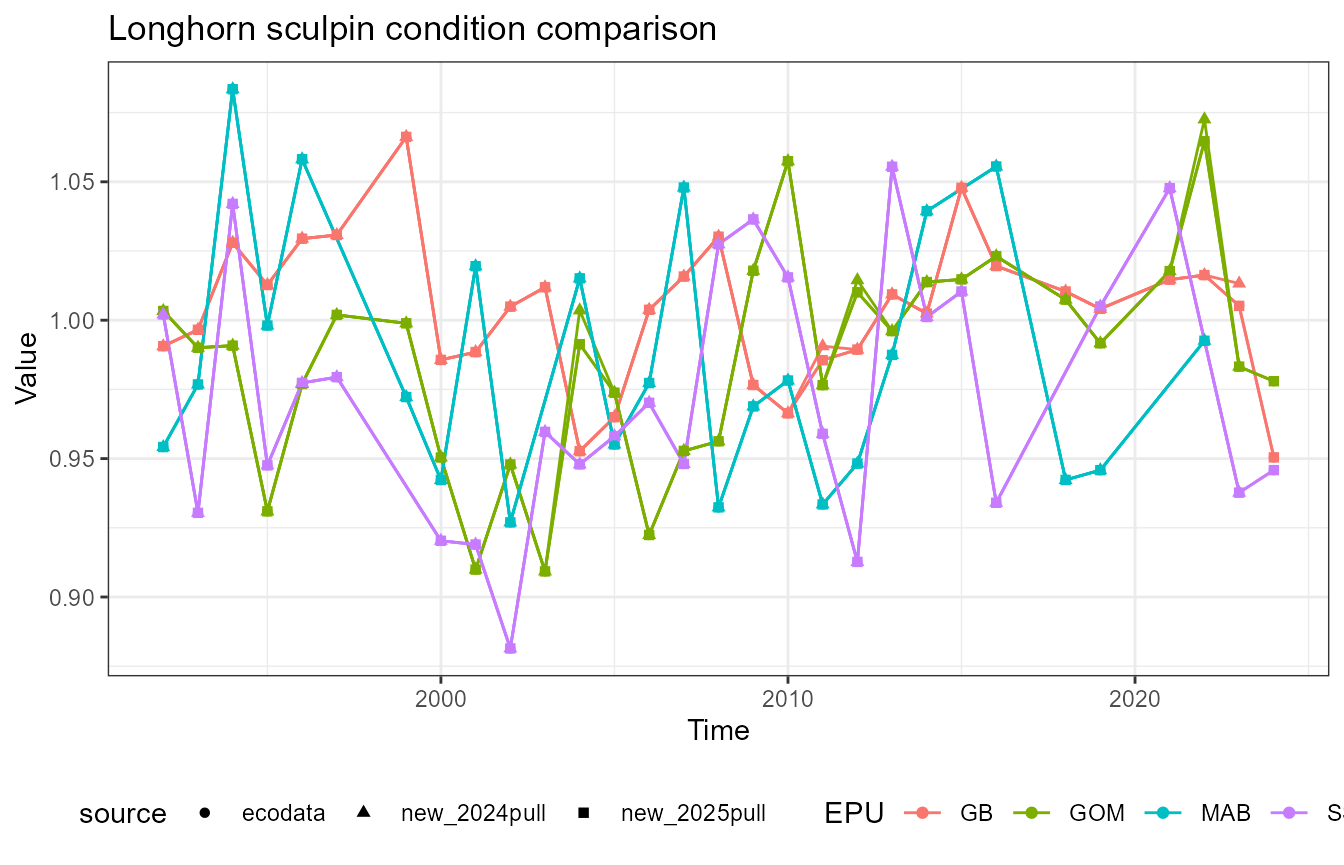 Longhorn sculpin condition comparison
1.05
1.00
0.95
0.90
Value
2000 2010 2020
Time
source ecodata new_2024pull new_2025pull EPU GB GOM MAB